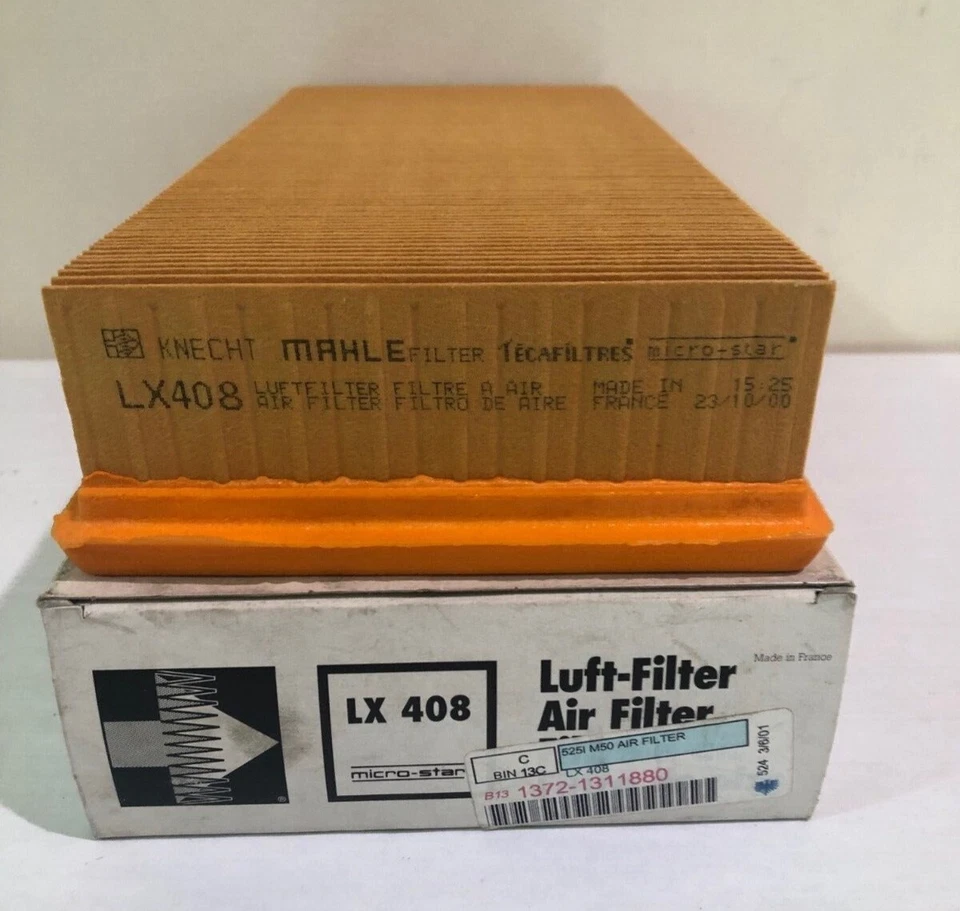 KNECHT MAHLE FILTER TÉCAFILTRES micro-star
LX408 LUFTFILTER FILTRE A AIR MADE IN 15:25
AIR FILTER FILTRO DE AIRE FRANCE 23/10/00
Made in France
LX 408
micro-star
Luft-Filter
Air Filter
C
BIN 13C
525I M50 AIR FILTER
LX 408
B13 1372-1311880
524 3/6/01